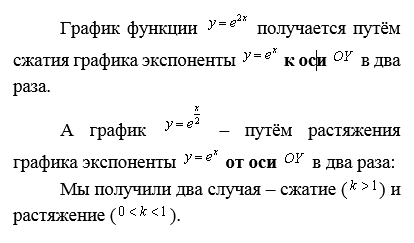 График функции y = e^{2x} получается путём
сжатия графика экспоненты y = e^x к оси OY в два
раза.
А график y = e^{\frac{x}{2}} – путём растяжения
графика экспоненты y = e^x от оси OY в два раза:
Мы получили два случая – сжатие (k > 1) и
растяжение (0 < k < 1).